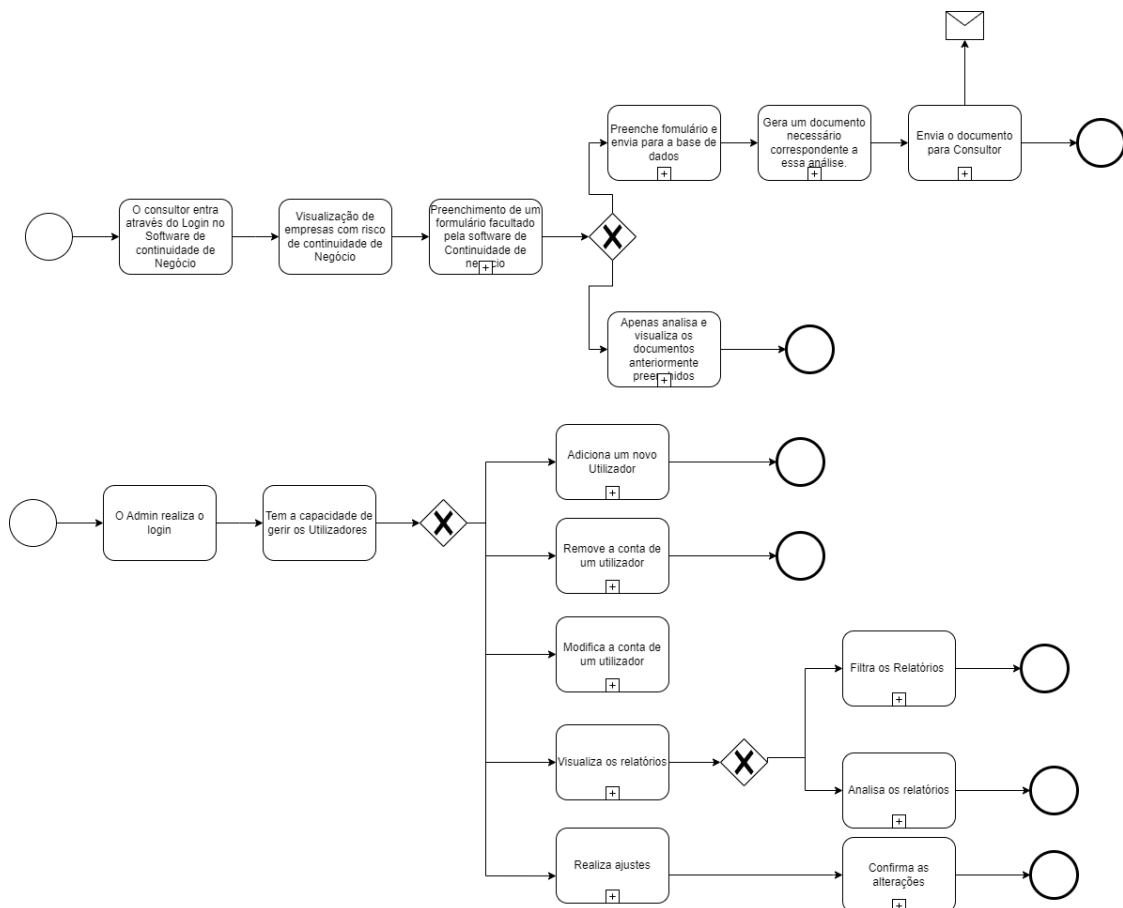 O consultor entra
através do Login no
Software de
continuidade de
Negócio
Visualização de
empresas com risco
de continuidade de
Negócio
Preenchimento de um
formulário facultado
pela software de
Continuidade de
negócio
Preenche fomulário e
envia para a base de
dados
Gera um documento
necessário
correspondente a
essa análise.
Envia o documento
para Consultor
Apenas analisa e
visualiza os
documentos
anteriormente
preenchidos
O Admin realiza o
login
Tem a capacidade de
gerir os Utilizadores
Adiciona um novo
Utilizador
Remove a conta de
um utilizador
Modifica a conta de
um utilizador
Visualiza os relatórios
Filtra os Relatórios
Analisa os relatórios
Realiza ajustes
Confirma as
alterações